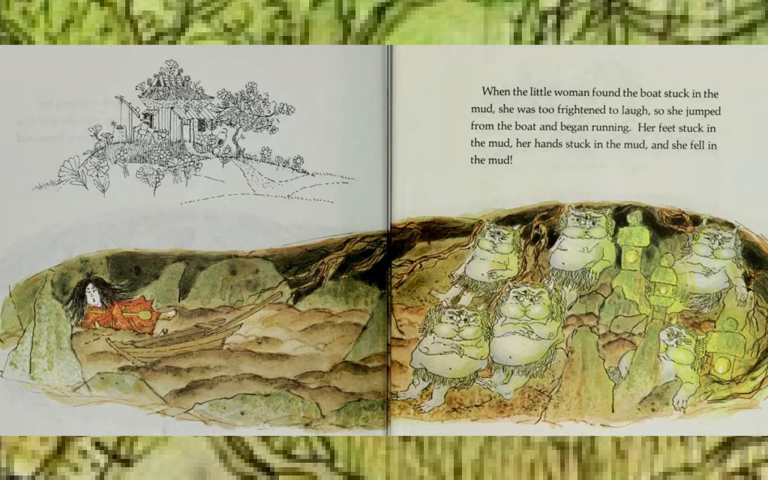 When the little woman found the boat stuck in the
mud, she was too frightened to laugh, so she jumped
from the boat and began running. Her feet stuck in
the mud, her hands stuck in the mud, and she fell in
the mud!